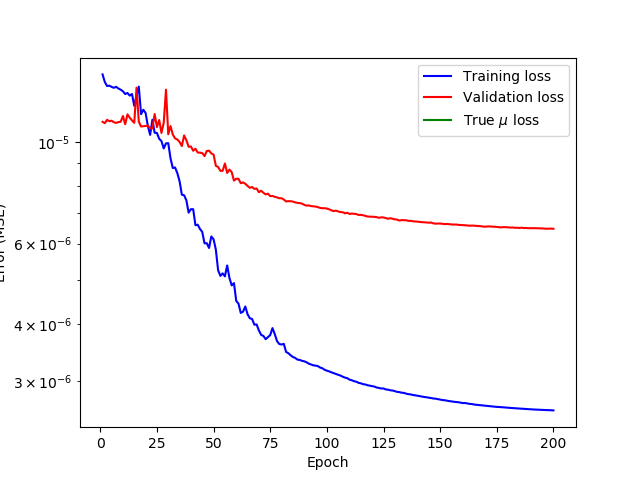 Training loss
Validation loss
True μ loss
10⁻⁵
6 × 10⁻⁶
4 × 10⁻⁶
3 × 10⁻⁶
Error (MSE)
0 25 50 75 100 125 150 175 200
Epoch